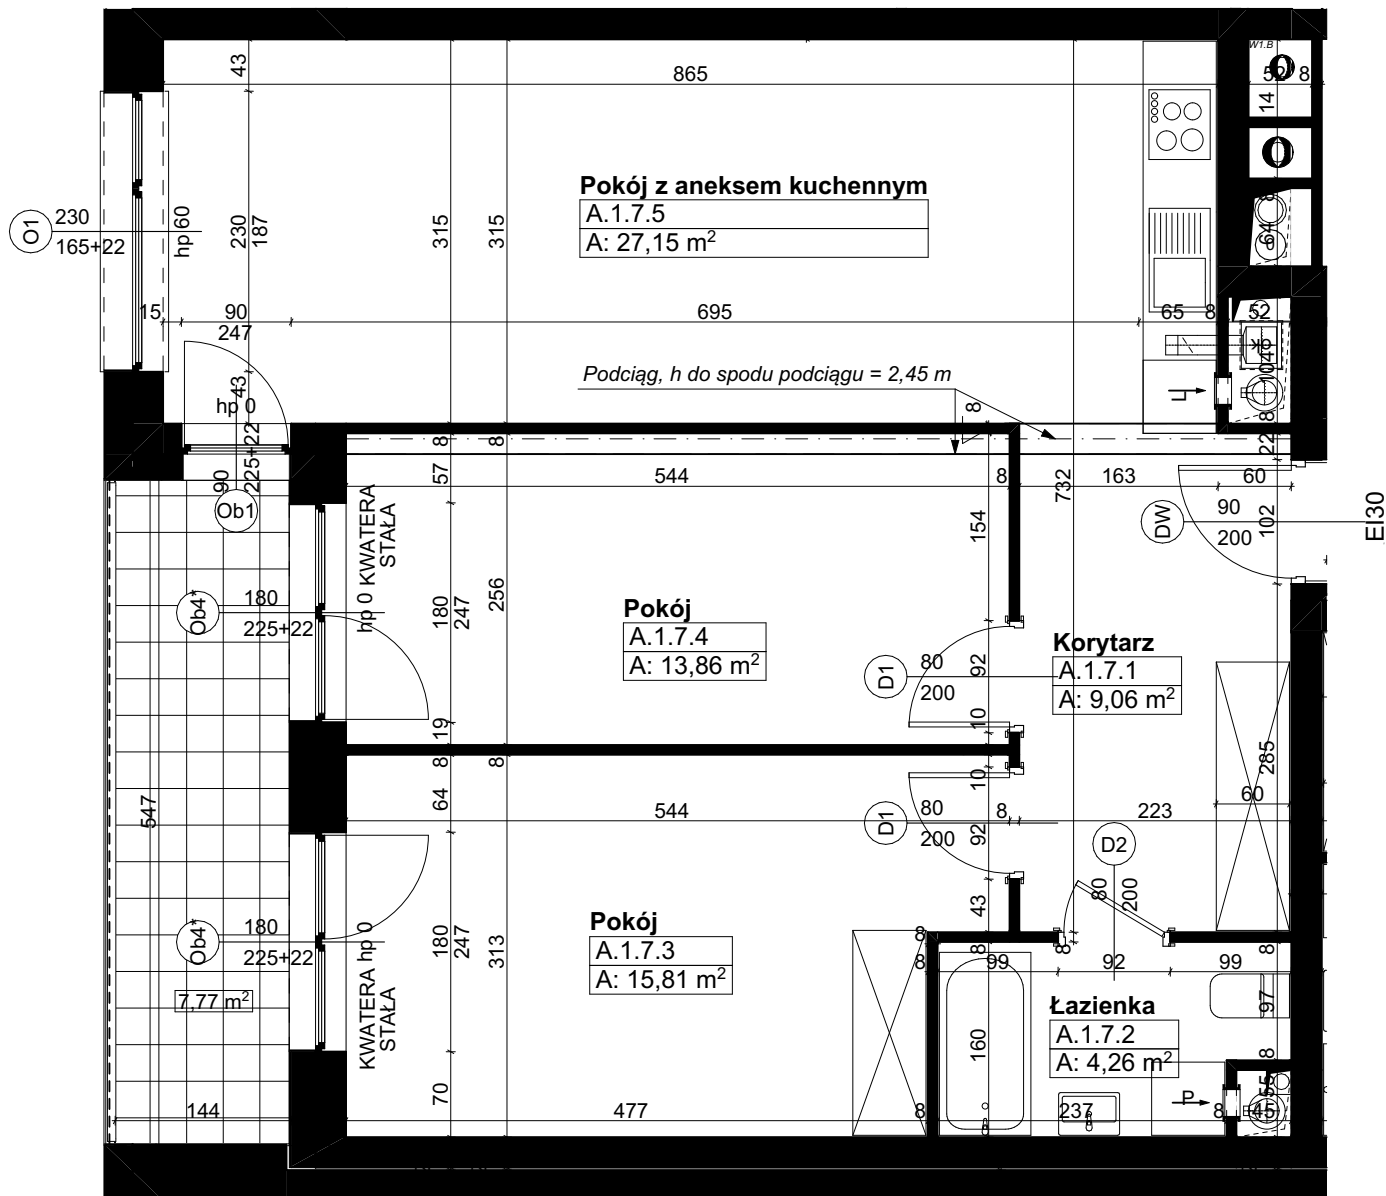 W1.B
43
865
52
8
14
Pokój z aneksem kuchennym
A.1.7.5
A: 27,15 m²
O1
230
165+22
hp 60
230
187
315
315
64
15
90
247
695
65
8
52
104
Podciąg, h do spodu podciągu = 2,45 m
43
hp 0
8
L
8
22
90
225+22
Ob1
8
8
57
544
8
732
163
60
154
DW
90
200
102
EI30
hp 0 KWATERA
STAŁA
Ob4*
180
225+22
180
247
256
Pokój
A.1.7.4
A: 13,86 m²
D1
80
200
92
10
Korytarz
A.1.7.1
A: 9,06 m²
19
8
8
64
10
285
60
547
544
D1
80
200
8
92
223
D2
80
200
43
Ob4*
180
225+22
180
247
313
Pokój
A.1.7.3
A: 15,81 m²
8
8
8
99
8
92
99
8
7,77 m²
KWATERA hp 0
STAŁA
Łazienka
A.1.7.2
A: 4,26 m²
97
160
8
55
70
P
144
477
8
237
8
45